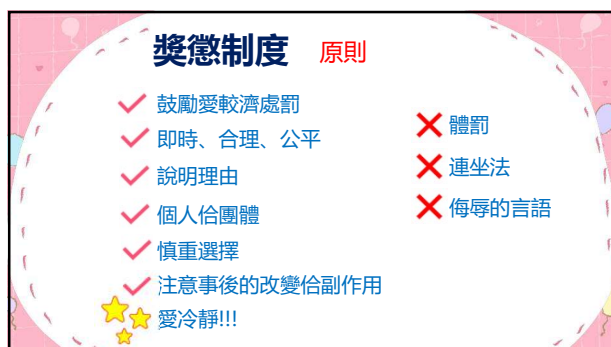 獎懲制度 原則
鼓勵愛較濟處罰
即時、合理、公平
說明理由
個人佮團體
慎重選擇
注意事後的改變佮副作用
愛冷靜!!!
體罰
連坐法
侮辱的言語